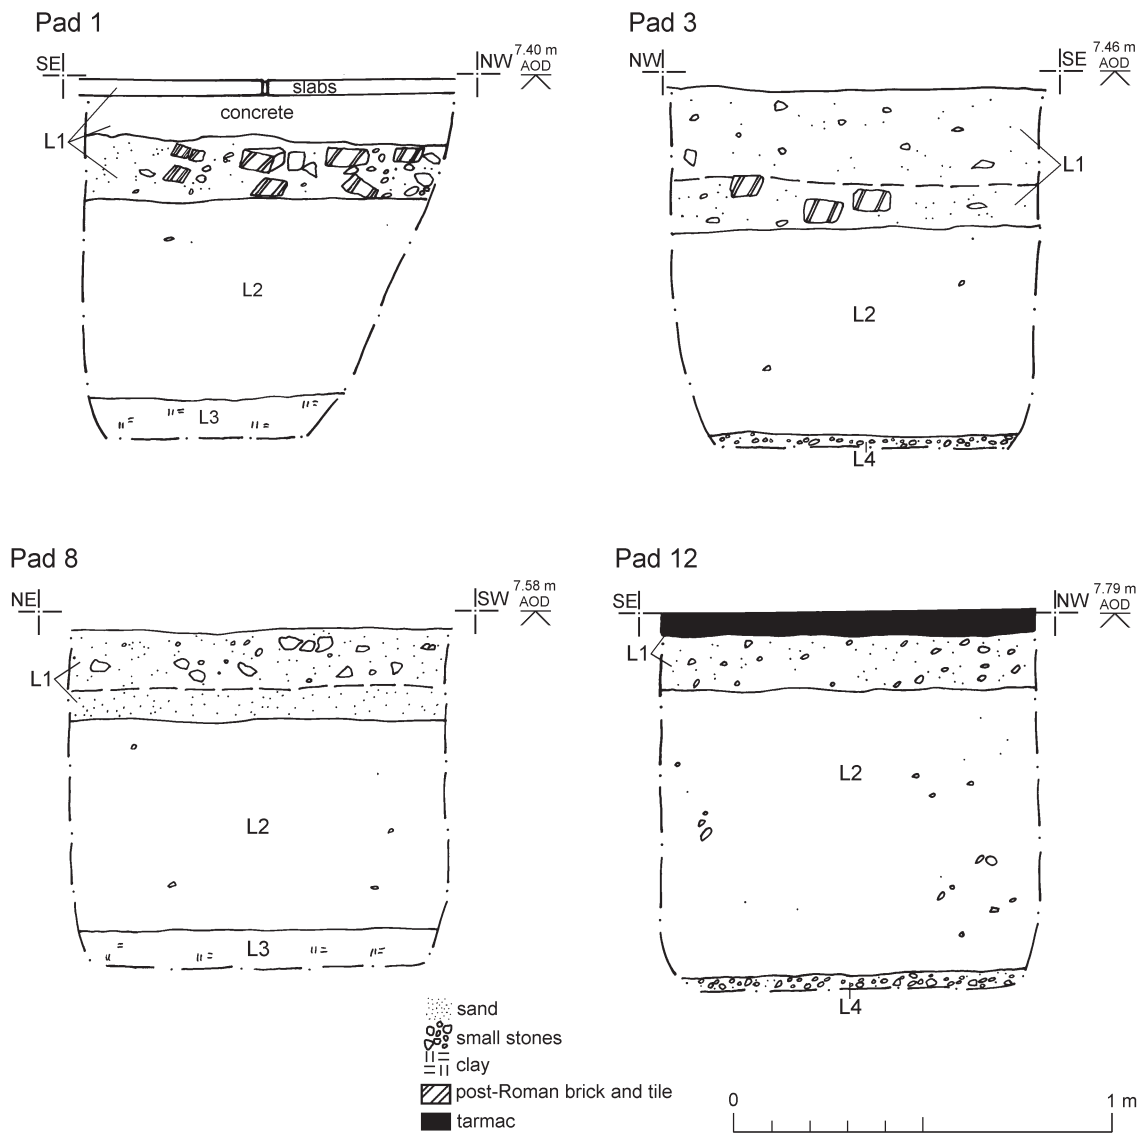 Pad 1
SE
NW
7.40 m
AOD
slabs
concrete
L1
L2
L3
Pad 3
NW
SE
7.46 m
AOD
L1
L2
L4
Pad 8
NE
SW
7.58 m
AOD
L1
L2
L3
Pad 12
SE
NW
7.79 m
AOD
L1
L2
L4
sand
small stones
clay
post-Roman brick and tile
tarmac
0 1 m